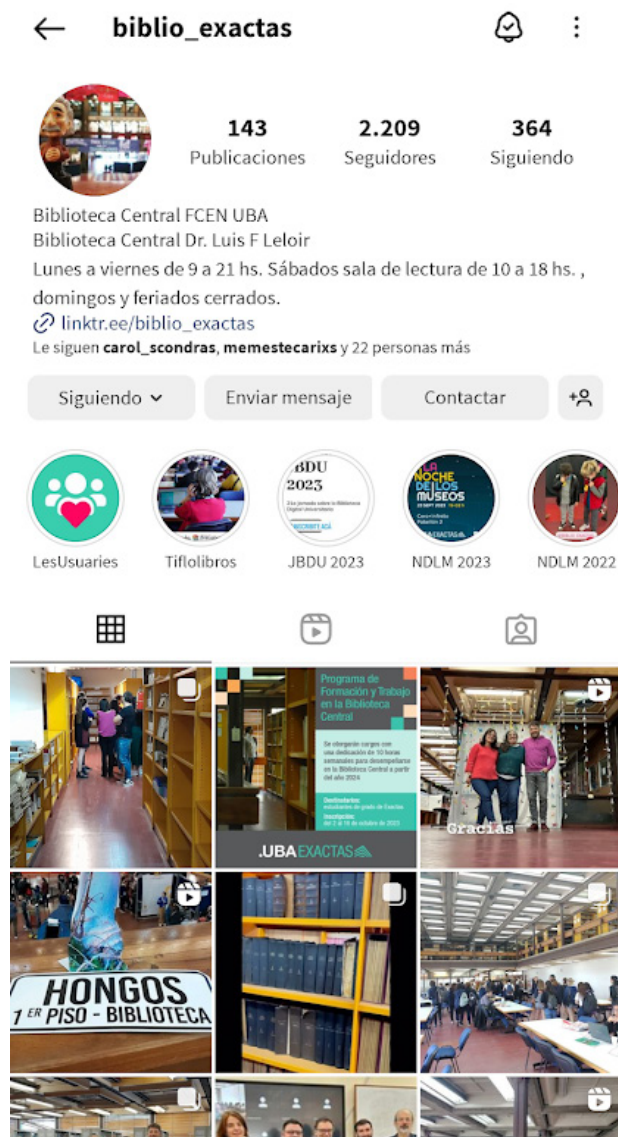 biblio_exactas
143
Publicaciones
2.209
Seguidores
364
Siguiendo
Biblioteca Central FCEN UBA
Biblioteca Central Dr. Luis F Leloir
Lunes a viernes de 9 a 21 hs. Sábados sala de lectura de 10 a 18 hs. ,
domingos y feriados cerrados.
linktr.ee/biblio_exactas
Le siguen carol_scondras, memestecarixs y 22 personas más
Siguiendo
Enviar mensaje
Contactar
BDU
2023
LA
NOCHE
DE LOS
MUSEOS
LesUsuaries
Tiflolibros
JBDU 2023
NDLM 2023
NDLM 2022
Programa de
Formación y Trabajo
en la Biblioteca
Central
Se otorgarán cargos con
una dedicación de 10 horas
semanales para desempeñarse
en la Biblioteca Central a partir
del año 2024
Destinatarios:
estudiantes de grado de Exactas
Inscripción:
del 2 al 16 de octubre de 2023
.UBAEXACTAS
Gracias
HONGOS
1ER PISO - BIBLIOTECA